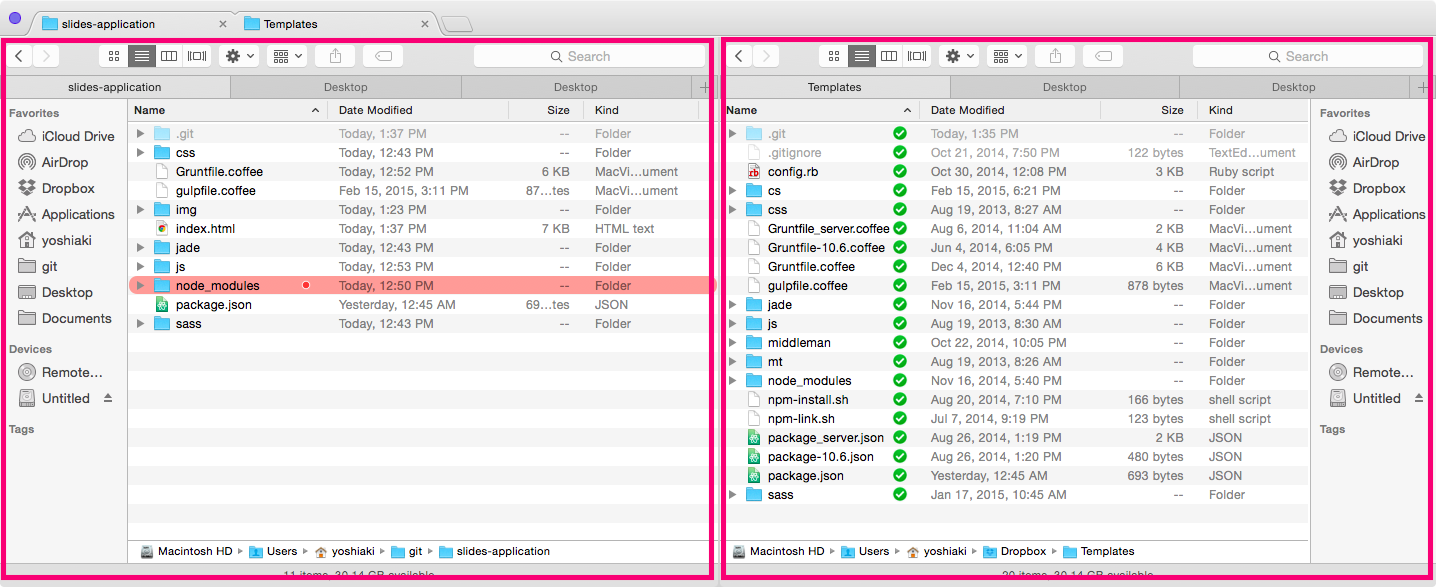 slides-application × Templates ×
Search
slides-application Desktop Desktop +
Favorites
iCloud Drive
AirDrop
Dropbox
Applications
yoshiaki
git
Desktop
Documents
Devices
Remote...
Untitled
Tags
Name Date Modified Size Kind
.git Today, 1:37 PM -- Folder
css Today, 12:43 PM -- Folder
Gruntfile.coffee Today, 12:52 PM 6 KB MacVi...ument
gulpfile.coffee Feb 15, 2015, 3:11 PM 87...tes MacVi...ument
img Today, 1:23 PM -- Folder
index.html Today, 1:37 PM 7 KB HTML text
jade Today, 12:43 PM -- Folder
js Today, 12:53 PM -- Folder
node_modules Today, 12:50 PM -- Folder
package.json Yesterday, 12:45 AM 69...tes JSON
sass Today, 12:43 PM -- Folder
Macintosh HD ▸ Users ▸ yoshiaki ▸ git ▸ slides-application
11 items, 30.14 GB available
Search
Templates Desktop Desktop +
Name Date Modified Size Kind
.git Today, 1:35 PM -- Folder
.gitignore Oct 21, 2014, 7:50 PM 122 bytes TextEd...ument
config.rb Oct 30, 2014, 12:08 PM 3 KB Ruby script
cs Feb 15, 2015, 6:21 PM -- Folder
css Aug 19, 2013, 8:27 AM -- Folder
Gruntfile_server.coffee Aug 6, 2014, 11:04 AM 2 KB MacVi...ument
Gruntfile-10.6.coffee Jun 4, 2014, 6:05 PM 4 KB MacVi...ument
Gruntfile.coffee Dec 4, 2014, 12:40 PM 6 KB MacVi...ument
gulpfile.coffee Feb 15, 2015, 3:11 PM 878 bytes MacVi...ument
jade Nov 16, 2014, 5:44 PM -- Folder
js Aug 19, 2013, 8:30 AM -- Folder
middleman Oct 22, 2014, 10:05 PM -- Folder
mt Aug 19, 2013, 8:26 AM -- Folder
node_modules Nov 16, 2014, 5:40 PM -- Folder
npm-install.sh Aug 20, 2014, 7:10 PM 166 bytes shell script
npm-link.sh Jul 7, 2014, 9:19 PM 123 bytes shell script
package_server.json Aug 26, 2014, 1:19 PM 2 KB JSON
package-10.6.json Aug 26, 2014, 1:20 PM 480 bytes JSON
package.json Yesterday, 12:45 AM 693 bytes JSON
sass Jan 17, 2015, 10:45 AM -- Folder
Macintosh HD ▸ Users ▸ yoshiaki ▸ Dropbox ▸ Templates
20 items, 30.14 GB available
Favorites
iCloud Drive
AirDrop
Dropbox
Applications
yoshiaki
git
Desktop
Documents
Devices
Remote...
Untitled
Tags